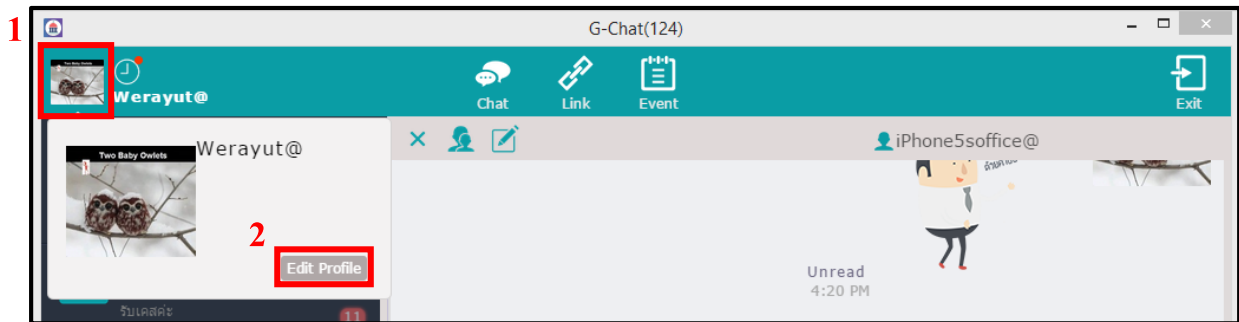 1
G-Chat(124)
Werayut@
Chat
Link
Event
Exit
Two Baby Owlets
Werayut@
iPhone5soffice@
2
Edit Profile
Unread
4:20 PM
รับเคสค่ะ
11